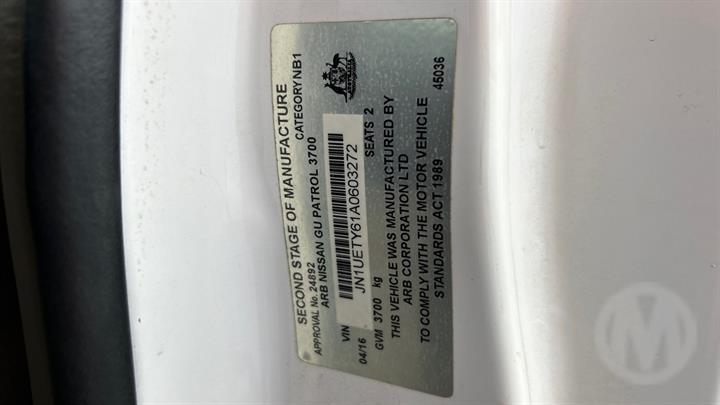 SECOND STAGE OF MANUFACTURE
APPROVAL No. 24892 CATEGORY NB1
ARB NISSAN GU PATROL 3700
VIN JN1UETY61A0603272
04/16
GVM 3700 kg SEATS 2
THIS VEHICLE WAS MANUFACTURED BY
ARB CORPORATION LTD
TO COMPLY WITH THE MOTOR VEHICLE
STANDARDS ACT 1989
45036
M